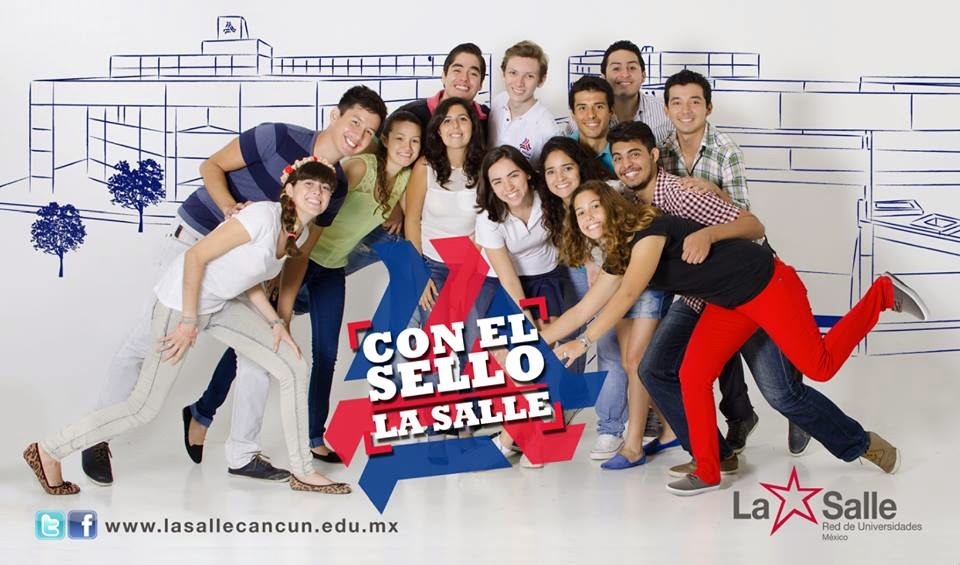 CON EL
SELLO
LA SALLE
www.lasallecancun.edu.mx
La Salle
Red de Universidades
México